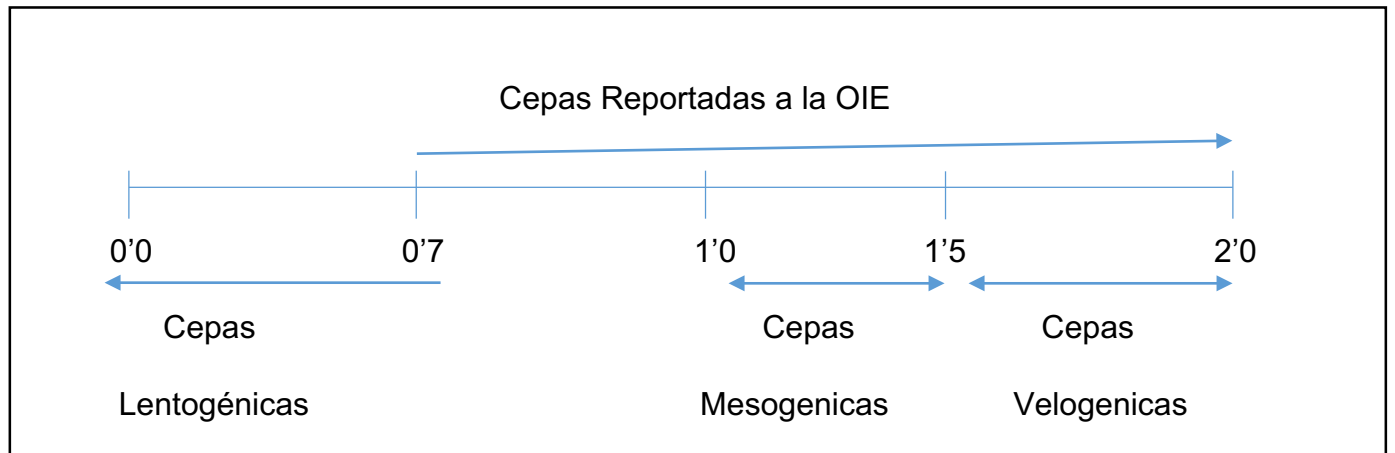 Cepas Reportadas a la OIE
0’0 0’7 1’0 1’5 2’0
Cepas Cepas Cepas
Lentogénicas Mesogenicas Velogenicas